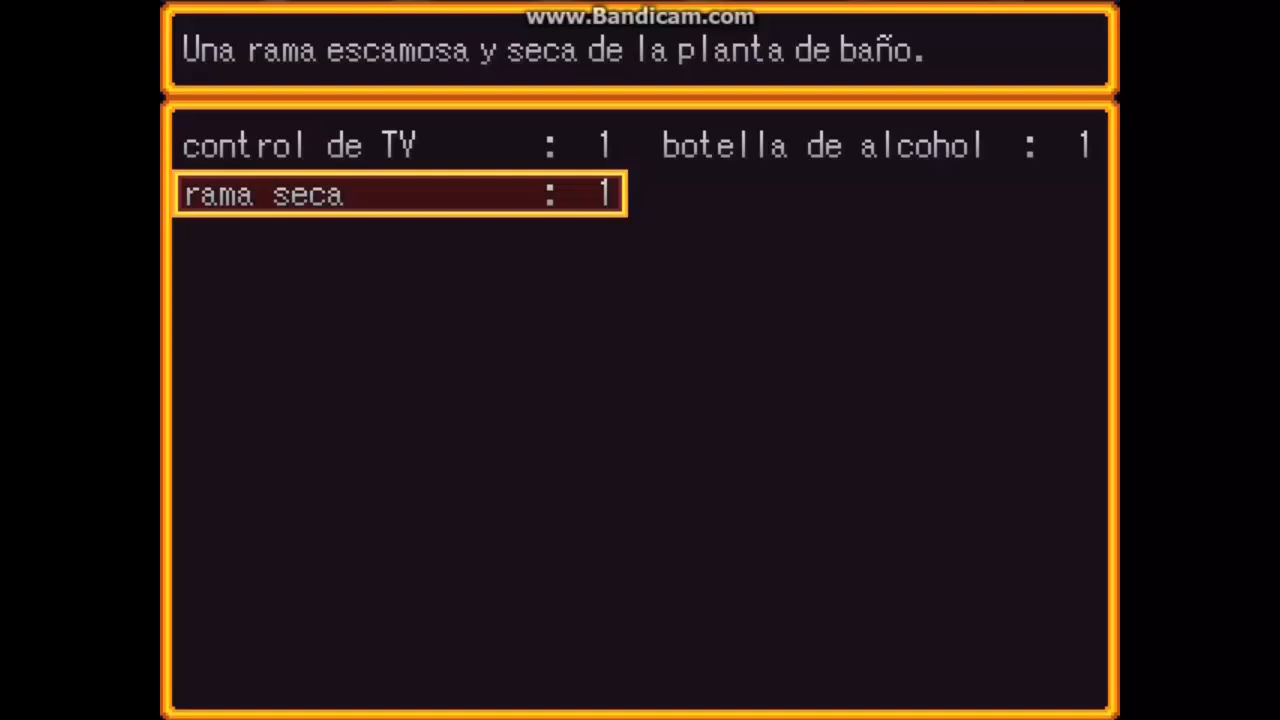 www.Bandicam.com
Una rama escamosa y seca de la planta de baño.
control de TV : 1 botella de alcohol : 1
rama seca : 1